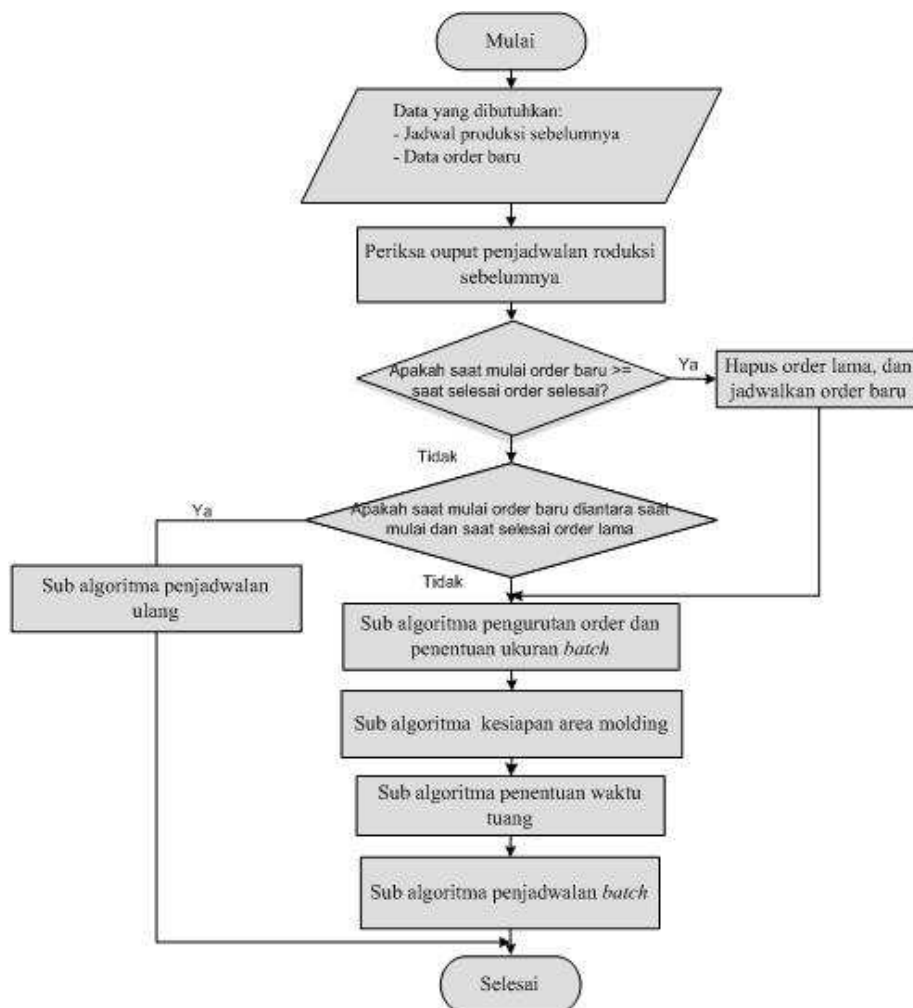 Mulai
Data yang dibutuhkan:
- Jadwal produksi sebelumnya
- Data order baru
Periksa ouput penjadwalan roduksi
sebelumnya
Apakah saat mulai order baru >=
saat selesai order selesai?
Ya
Hapus order lama, dan
jadwalkan order baru
Tidak
Apakah saat mulai order baru diantara saat
mulai dan saat selesai order lama
Ya
Tidak
Sub algoritma penjadwalan
ulang
Sub algoritma pengurutan order dan
penentuan ukuran batch
Sub algoritma kesiapan area molding
Sub algoritma penentuan waktu
tuang
Sub algoritma penjadwalan batch
Selesai